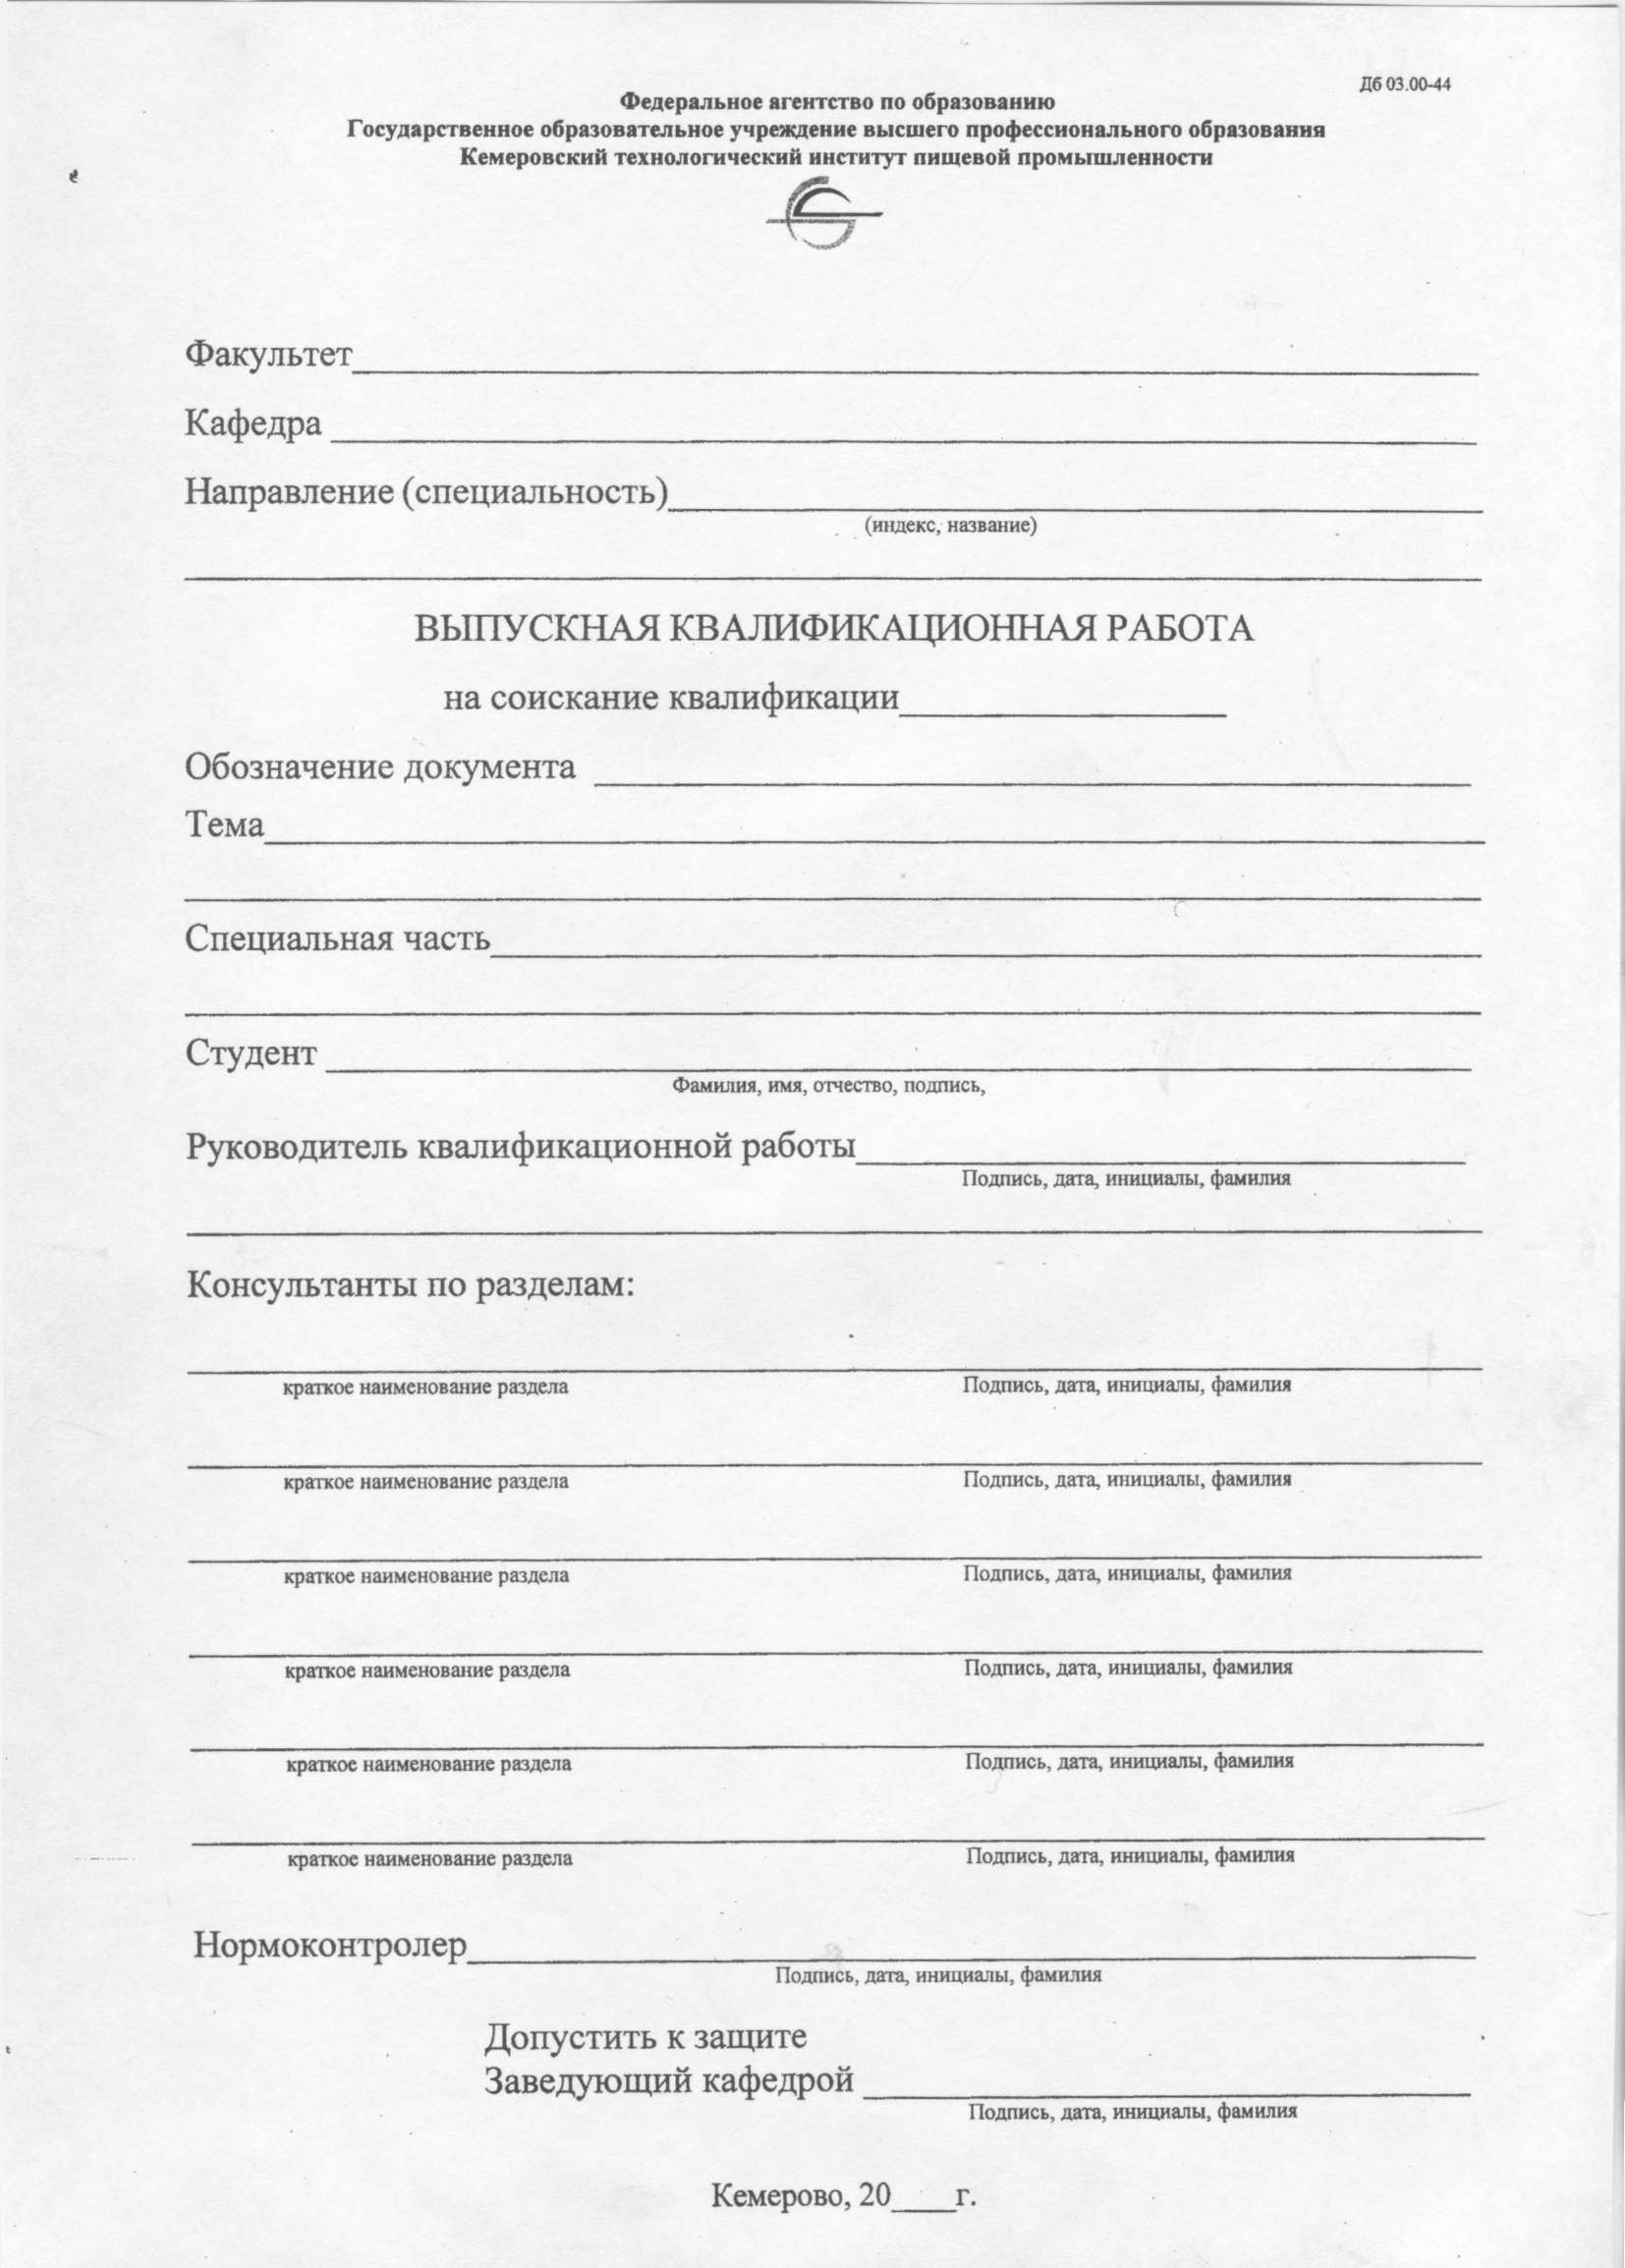 Дб 03.00-44
Федеральное агентство по образованию
Государственное образовательное учреждение высшего профессионального образования
Кемеровский технологический институт пищевой промышленности
Факультет
Кафедра
Направление (специальность)
(индекс, название)
ВЫПУСКНАЯ КВАЛИФИКАЦИОННАЯ РАБОТА
на соискание квалификации
Обозначение документа
Тема
Специальная часть
Студент
Фамилия, имя, отчество, подпись,
Руководитель квалификационной работы
Подпись, дата, инициалы, фамилия
Консультанты по разделам:
краткое наименование раздела Подпись, дата, инициалы, фамилия
краткое наименование раздела Подпись, дата, инициалы, фамилия
краткое наименование раздела Подпись, дата, инициалы, фамилия
краткое наименование раздела Подпись, дата, инициалы, фамилия
краткое наименование раздела Подпись, дата, инициалы, фамилия
краткое наименование раздела Подпись, дата, инициалы, фамилия
Нормоконтролер
Подпись, дата, инициалы, фамилия
Допустить к защите
Заведующий кафедрой
Подпись, дата, инициалы, фамилия
Кемерово, 20____г.